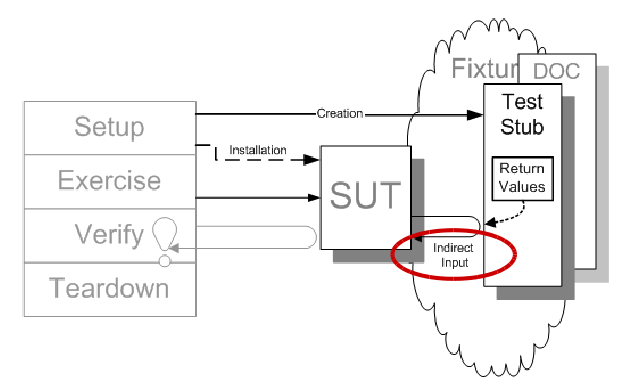 Fixtur
DOC
Test
Stub
Creation
Setup
Installation
Return
Values
Exercise
SUT
Verify
Indirect
Input
Teardown